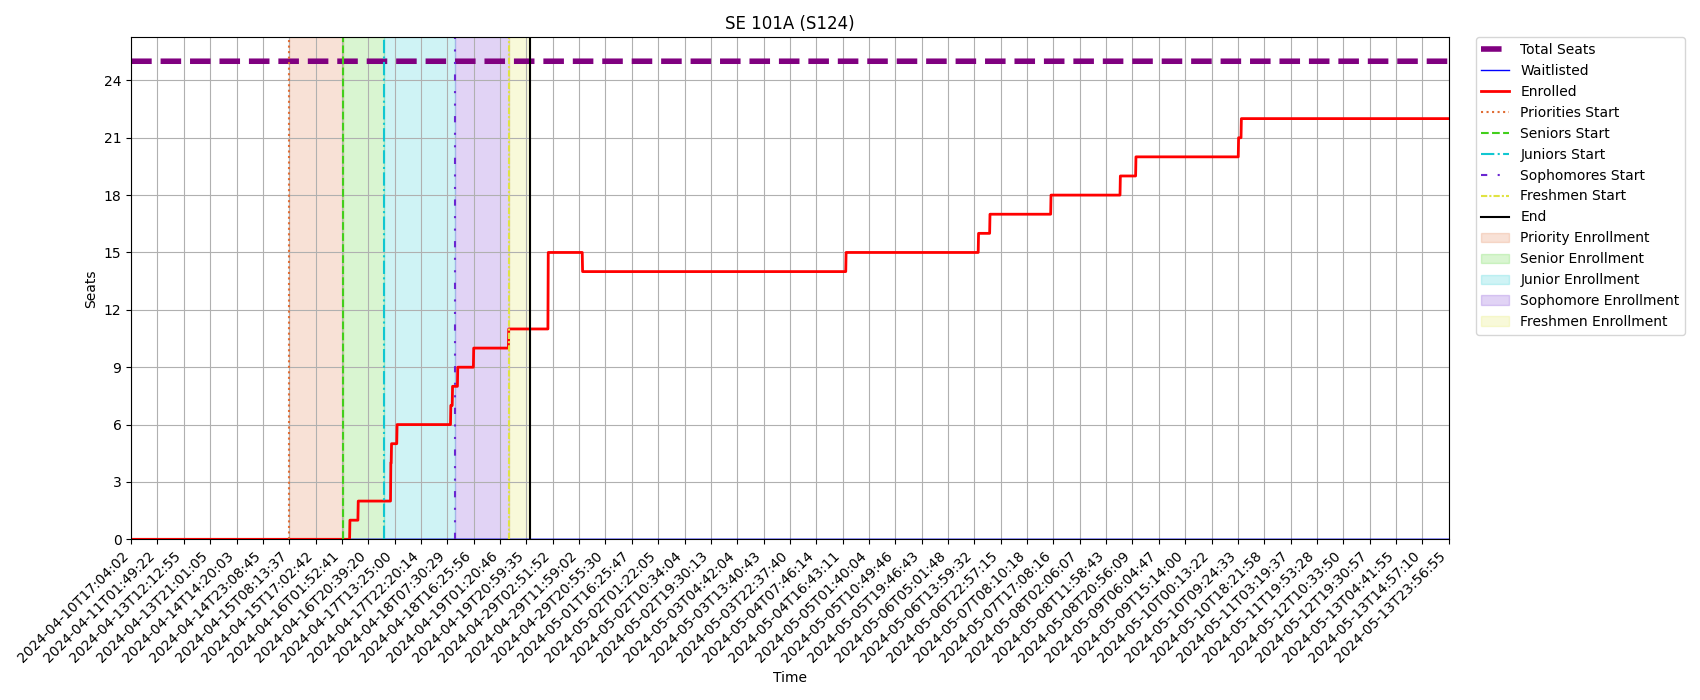 SE 101A (S124)
Total Seats
Waitlisted
Enrolled
Priorities Start
Seniors Start
Juniors Start
Sophomores Start
Freshmen Start
End
Priority Enrollment
Senior Enrollment
Junior Enrollment
Sophomore Enrollment
Freshmen Enrollment
Seats
24
21
18
15
12
9
6
3
0
2024-04-10T17:04:02
2024-04-11T01:49:22
2024-04-13T12:12:55
2024-04-13T21:01:05
2024-04-14T14:20:03
2024-04-14T23:08:45
2024-04-15T08:13:37
2024-04-15T17:02:42
2024-04-16T01:52:41
2024-04-16T20:39:20
2024-04-17T13:25:00
2024-04-17T22:20:14
2024-04-18T07:30:29
2024-04-18T16:25:56
2024-04-19T01:20:46
2024-04-19T20:59:35
2024-04-29T02:51:52
2024-04-29T11:59:02
2024-04-29T20:55:30
2024-05-01T16:25:47
2024-05-02T01:22:05
2024-05-02T10:34:04
2024-05-02T19:30:13
2024-05-03T04:42:04
2024-05-03T13:40:43
2024-05-03T22:37:40
2024-05-04T07:46:14
2024-05-04T16:43:11
2024-05-05T01:40:04
2024-05-05T10:49:46
2024-05-05T19:46:43
2024-05-06T05:01:48
2024-05-06T13:59:32
2024-05-06T22:57:15
2024-05-07T08:10:18
2024-05-07T17:08:16
2024-05-08T02:06:07
2024-05-08T11:58:43
2024-05-08T20:56:09
2024-05-09T06:04:47
2024-05-09T15:14:00
2024-05-10T00:13:22
2024-05-10T09:24:33
2024-05-10T18:21:58
2024-05-11T03:19:37
2024-05-11T19:53:28
2024-05-12T10:33:50
2024-05-12T19:30:57
2024-05-13T04:41:55
2024-05-13T14:57:10
2024-05-13T23:56:55
Time